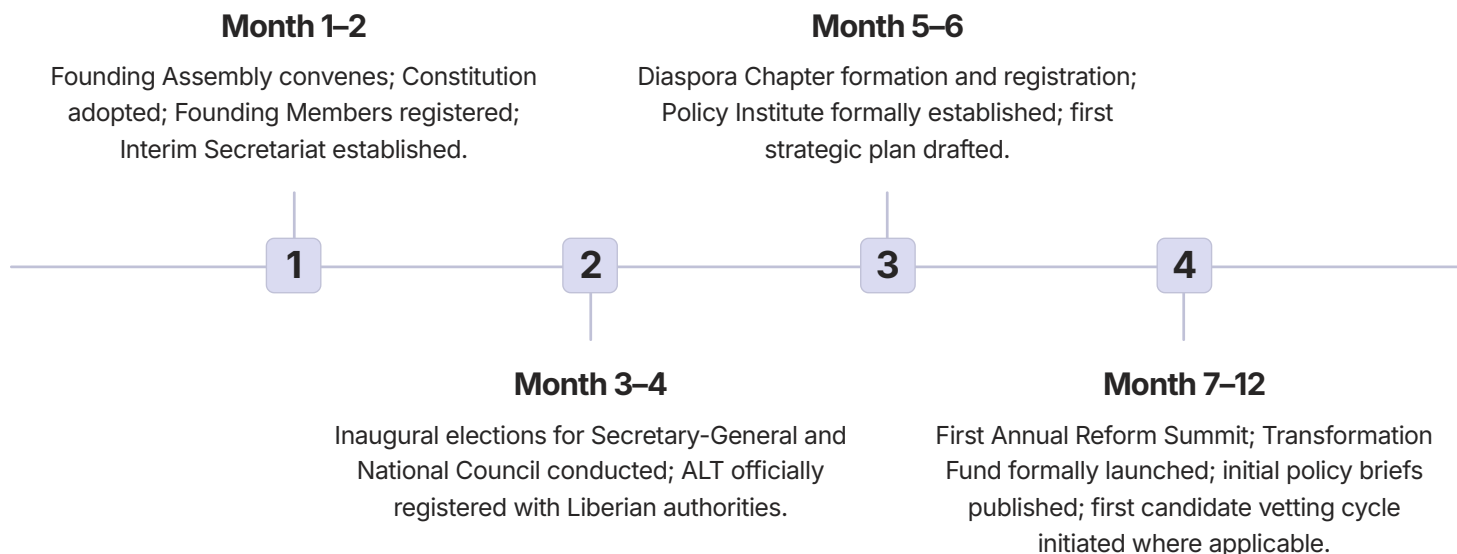 Month 1–2
Founding Assembly convenes; Constitution
adopted; Founding Members registered;
Interim Secretariat established.
Month 5–6
Diaspora Chapter formation and registration;
Policy Institute formally established; first
strategic plan drafted.
1
2
3
4
Month 3–4
Inaugural elections for Secretary-General and
National Council conducted; ALT officially
registered with Liberian authorities.
Month 7–12
First Annual Reform Summit; Transformation
Fund formally launched; initial policy briefs
published; first candidate vetting cycle
initiated where applicable.